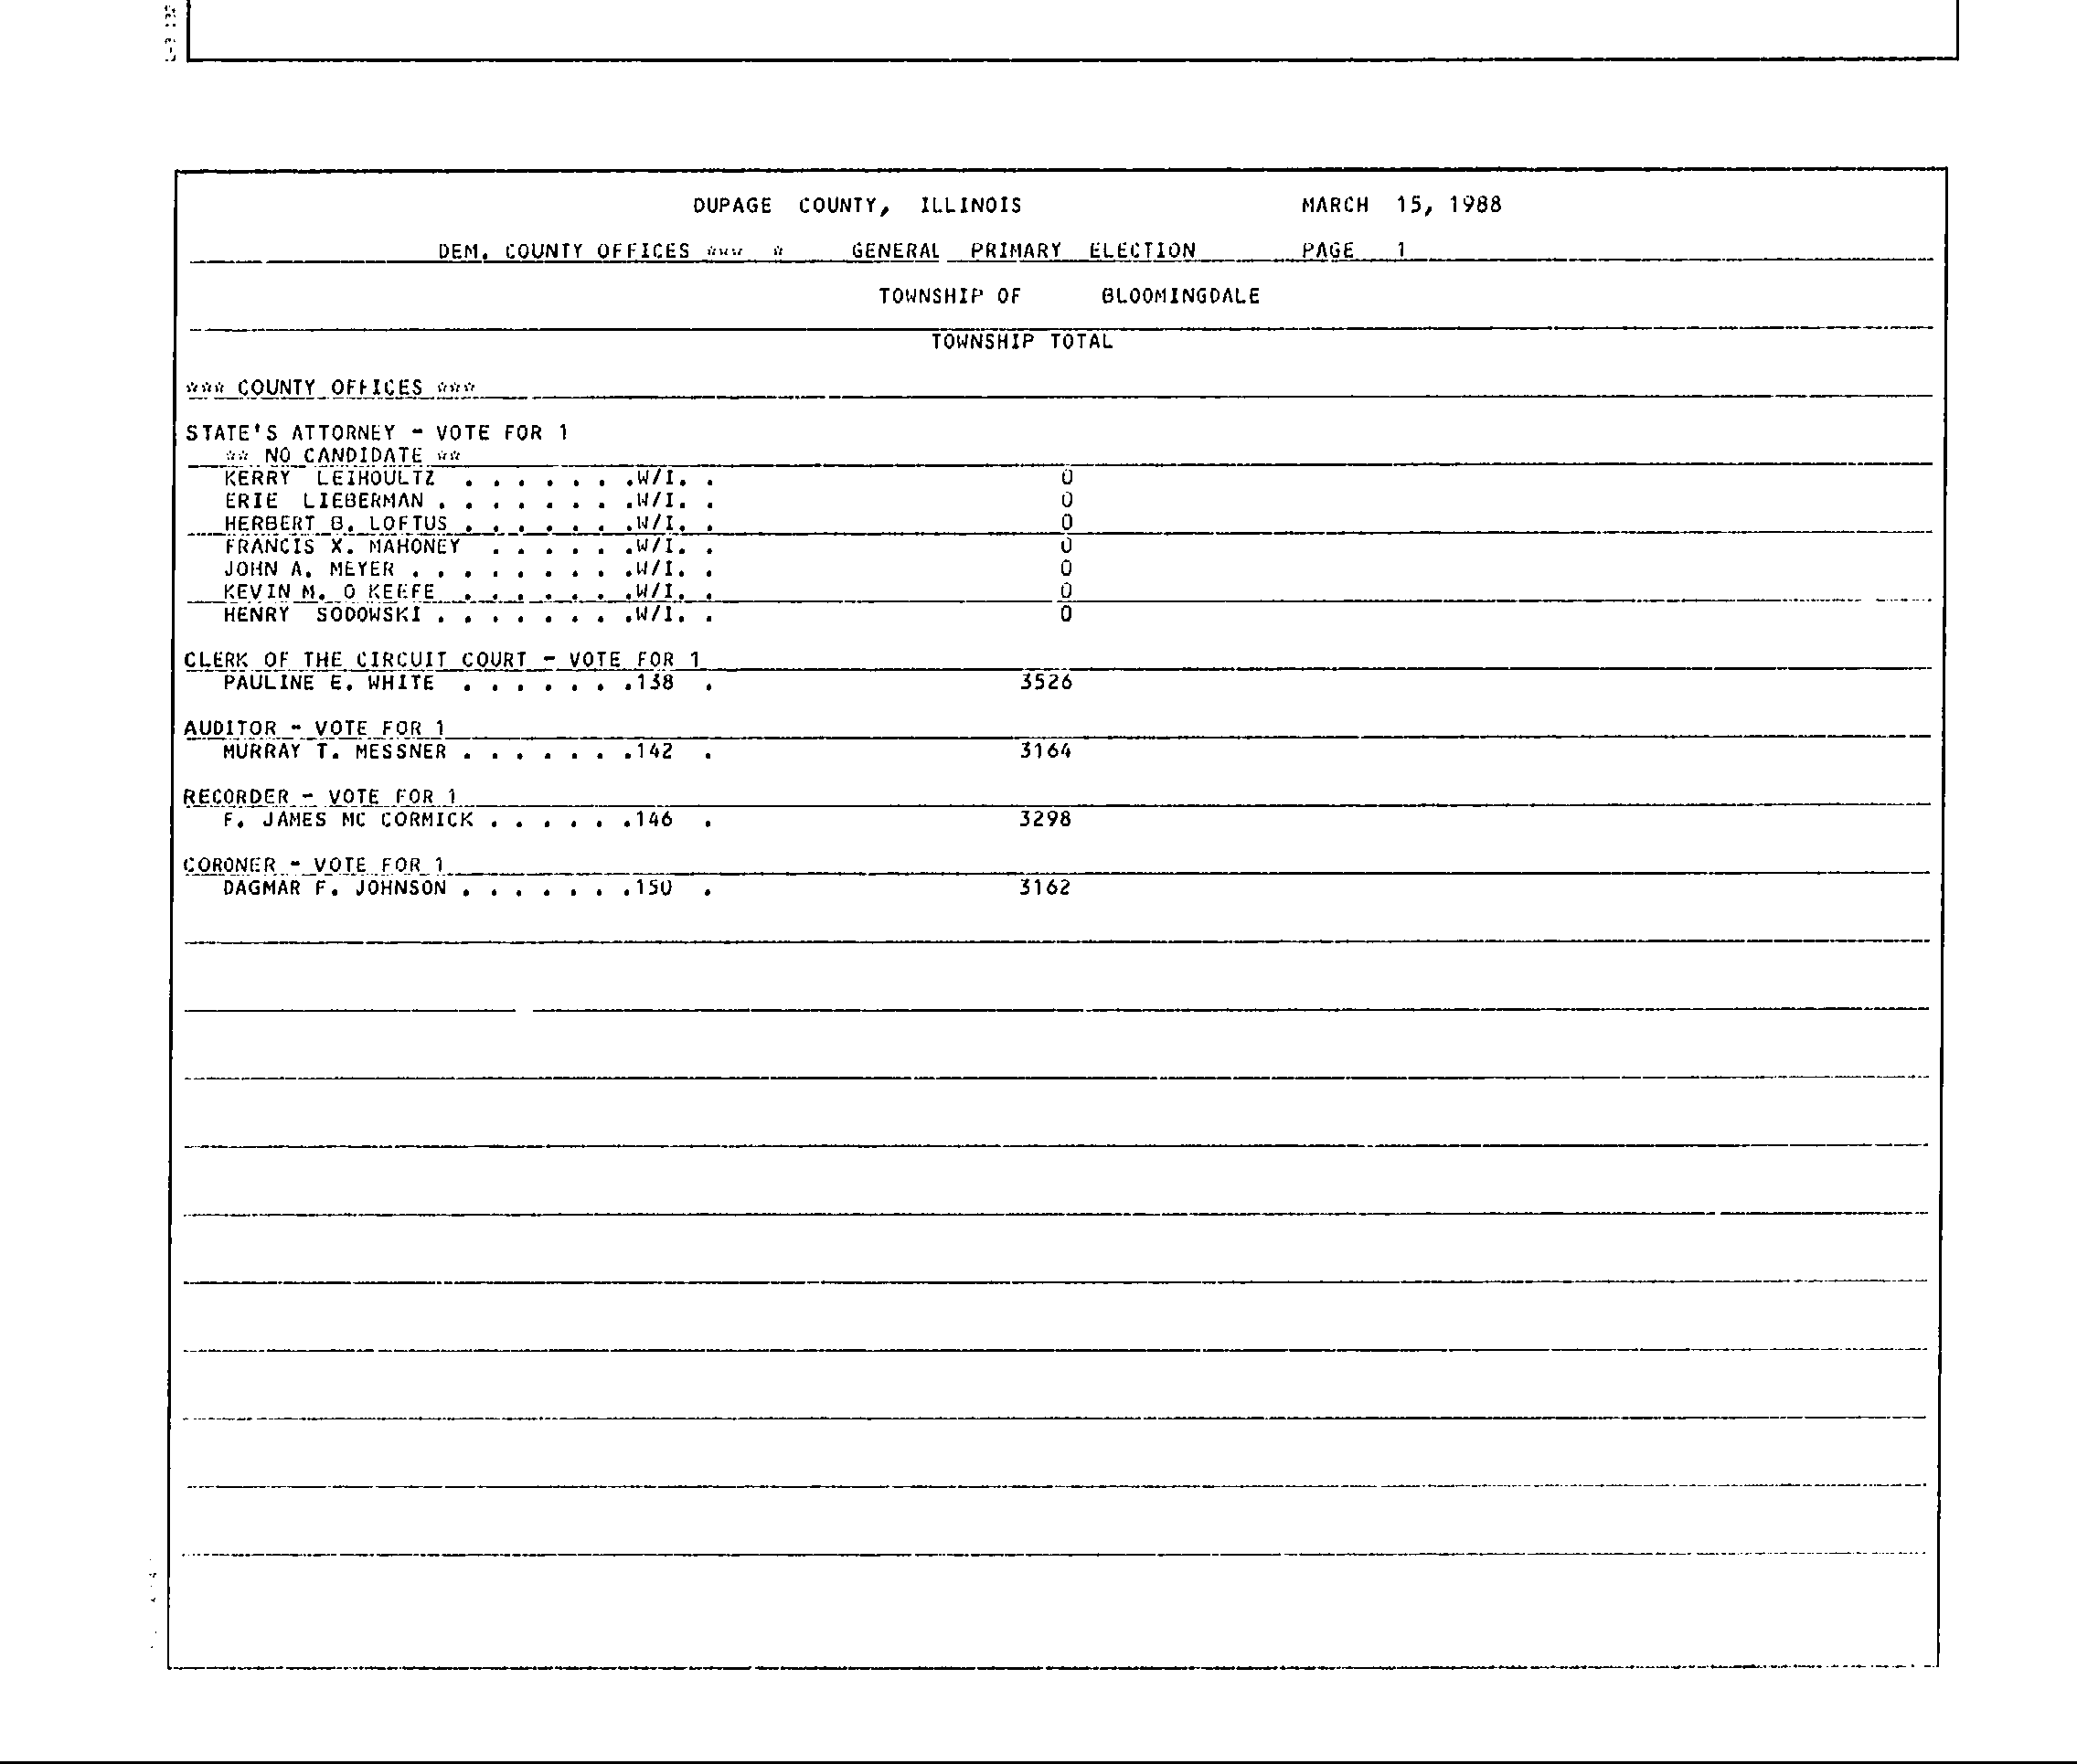 DUPAGE COUNTY, ILLINOIS MARCH 15, 1988
DEM. COUNTY OFFICES *** * GENERAL PRIMARY ELECTION PAGE 1
TOWNSHIP OF BLOOMINGDALE
TOWNSHIP TOTAL
*** COUNTY OFFICES ***
STATE'S ATTORNEY - VOTE FOR 1
** NO CANDIDATE **
KERRY LEIHOULTZ . . . . . . .W/I. . 0
ERIE LIEBERMAN . . . . . . . .W/I. . 0
HERBERT B. LOFTUS . . . . . . .W/I. . 0
FRANCIS X. MAHONEY . . . . . .W/I. . 0
JOHN A. MEYER . . . . . . . . .W/I. . 0
KEVIN M. O KEEFE . . . . . . .W/I. . 0
HENRY SODOWSKI . . . . . . . .W/I. . 0
CLERK OF THE CIRCUIT COURT - VOTE FOR 1
PAULINE E. WHITE . . . . . . .138 . 3526
AUDITOR - VOTE FOR 1
MURRAY T. MESSNER . . . . . . .142 . 3164
RECORDER - VOTE FOR 1
F. JAMES MC CORMICK . . . . . .146 . 3298
CORONER - VOTE FOR 1
DAGMAR F. JOHNSON . . . . . . .150 . 3162